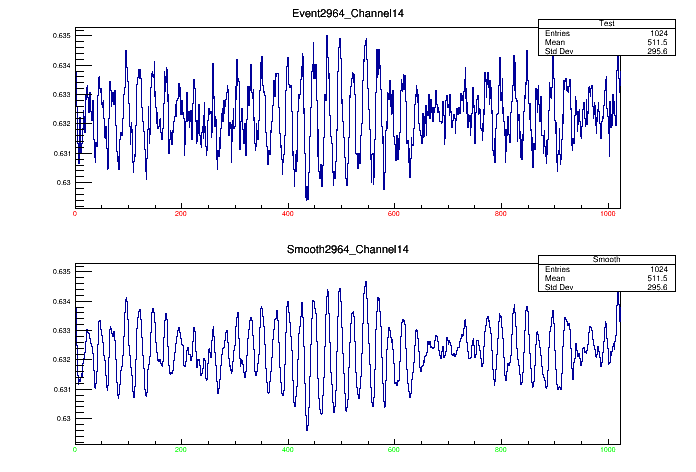 Event2964_Channel14
Test
Entries 1024
Mean 511.5
Std Dev 295.6
0.635
0.634
0.633
0.632
0.631
0.63
0 200 400 600 800 1000
Smooth2964_Channel14
Smooth
Entries 1024
Mean 511.5
Std Dev 295.6
0.635
0.634
0.633
0.632
0.631
0.63
0 200 400 600 800 1000